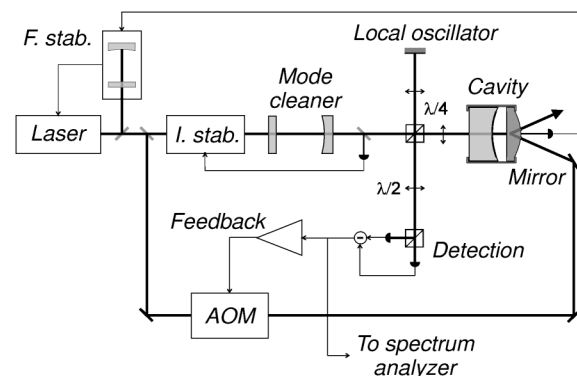 F. stab.
Local oscillator
Mode
cleaner
λ/4
Cavity
Laser
I. stab.
Mirror
λ/2
Feedback
−
Detection
AOM
To spectrum
analyzer